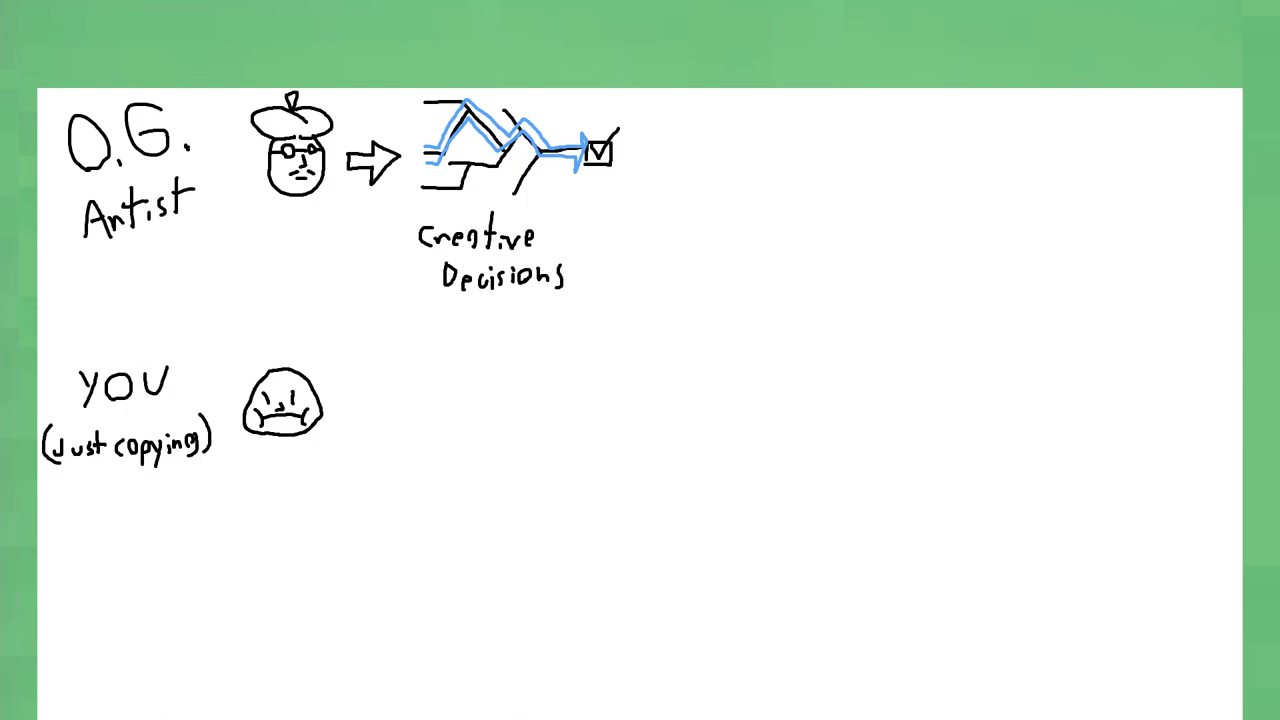 O.G.
Artist
Creative
Decisions
YOU
(Just copying)